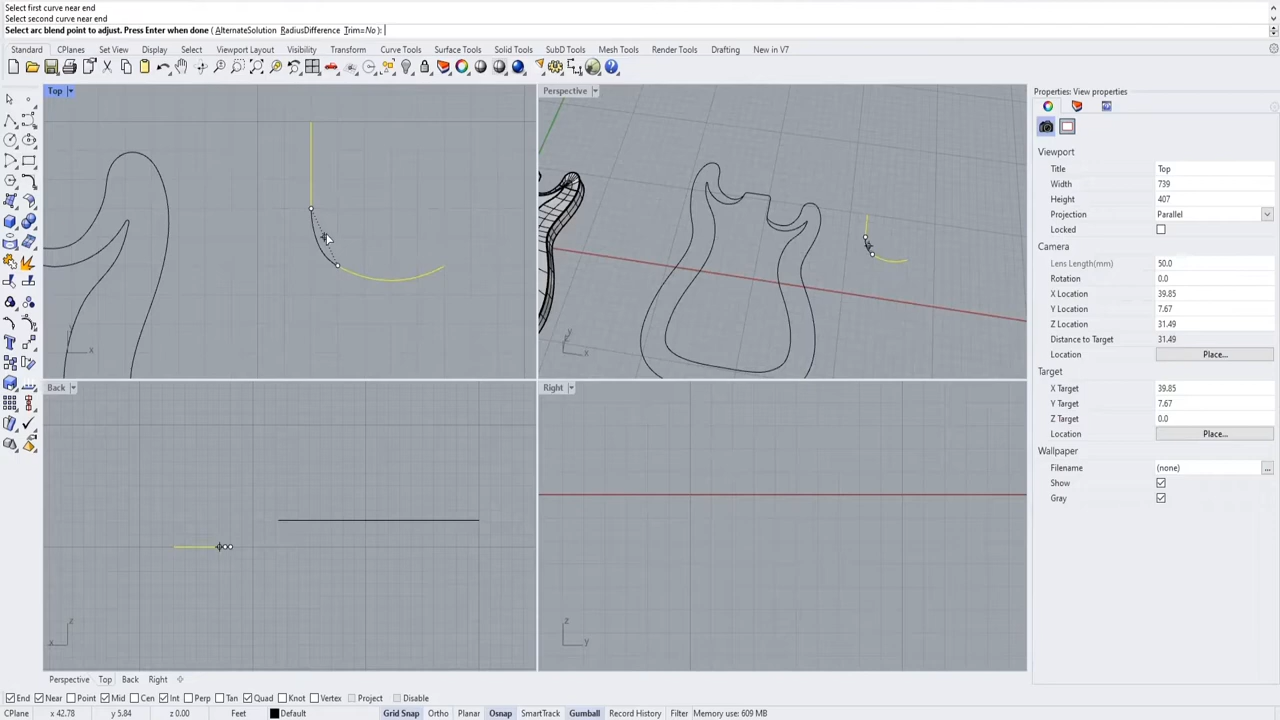 Select first curve near end
Select second curve near end
Select arc blend point to adjust. Press Enter when done ( AlternateSolution RadiusDifference Trim=No ):
Standard CPlanes Set View Display Select Viewport Layout Visibility Transform Curve Tools Surface Tools Solid Tools SubD Tools Mesh Tools Render Tools Drafting New in V7
Top
Perspective
Properties: View properties
Viewport
Title Top
Width 739
Height 407
Projection Parallel
Locked
Camera
Lens Length(mm) 50.0
Rotation 0.0
X Location 39.85
Y Location 7.67
Z Location 31.49
Distance to Target 31.49
Location Place...
Target
X Target 39.85
Y Target 7.67
Z Target 0.0
Location Place...
Wallpaper
Filename (none) ...
Show
Gray
x
y
x
Back
Right
z
x
z
y
Perspective Top Back Right
End Near Point Mid Cen Int Perp Tan Quad Knot Vertex Project Disable
CPlane x 42.78 y 5.84 z 0.00 Feet Default Grid Snap Ortho Planar Osnap SmartTrack Gumball Record History Filter Memory use: 609 MB